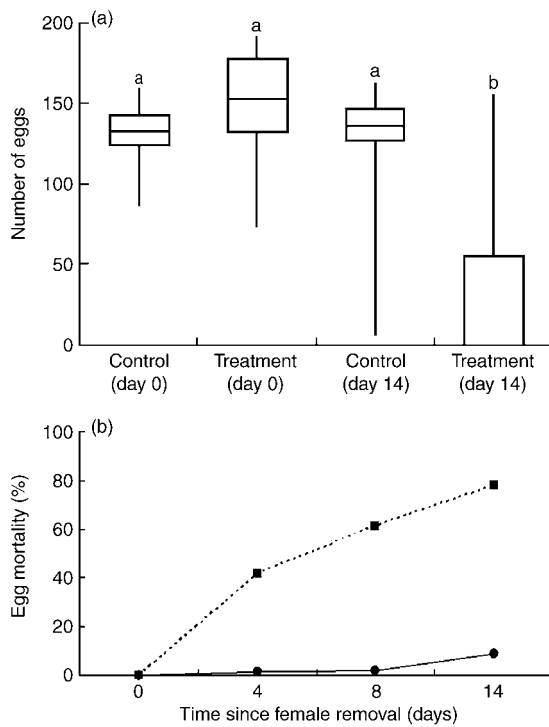 (a)
200
150
100
50
0
Number of eggs
a
a
a
b
Control
(day 0)
Treatment
(day 0)
Control
(day 14)
Treatment
(day 14)
(b)
100
80
60
40
20
0
Egg mortality (%)
0 4 8 14
Time since female removal (days)